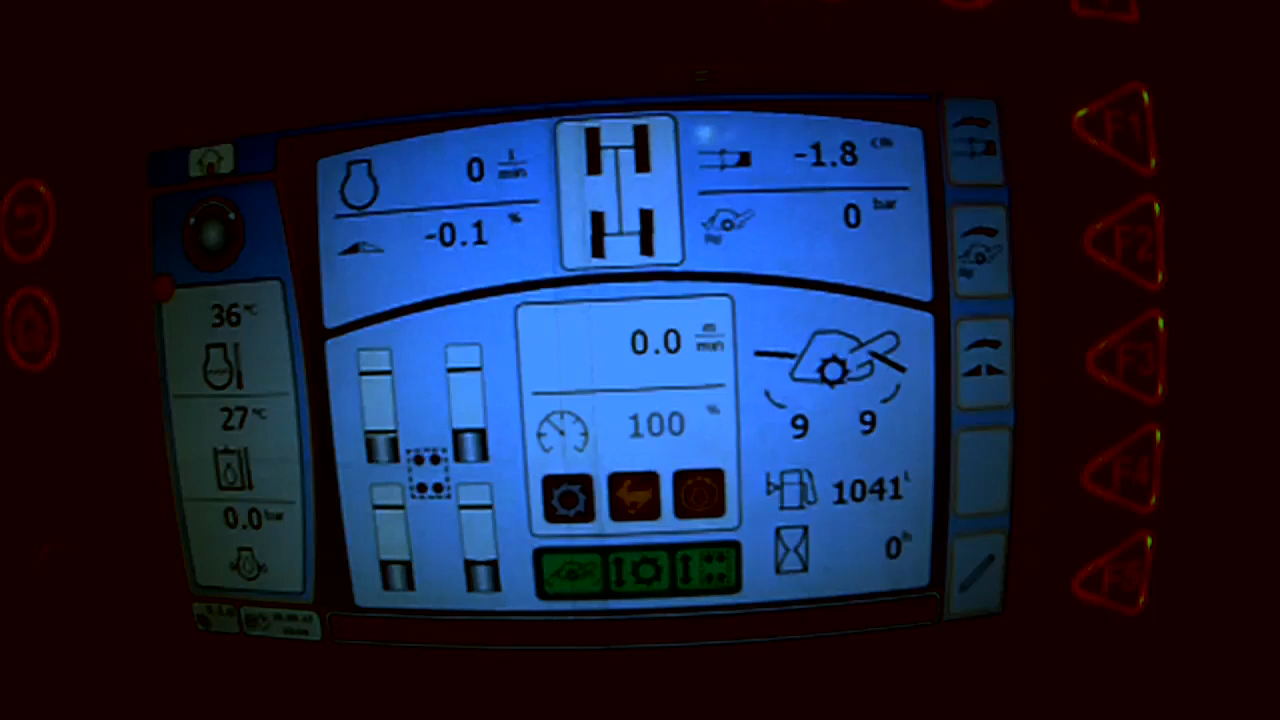 0 1/min
-1.8 cm
-0.1 %
0 bar
36 °C
27 °C
0.0 bar
0.0 m/min
100 %
9 9
1041 L
0 h
F1
F2
F3
F4
F5